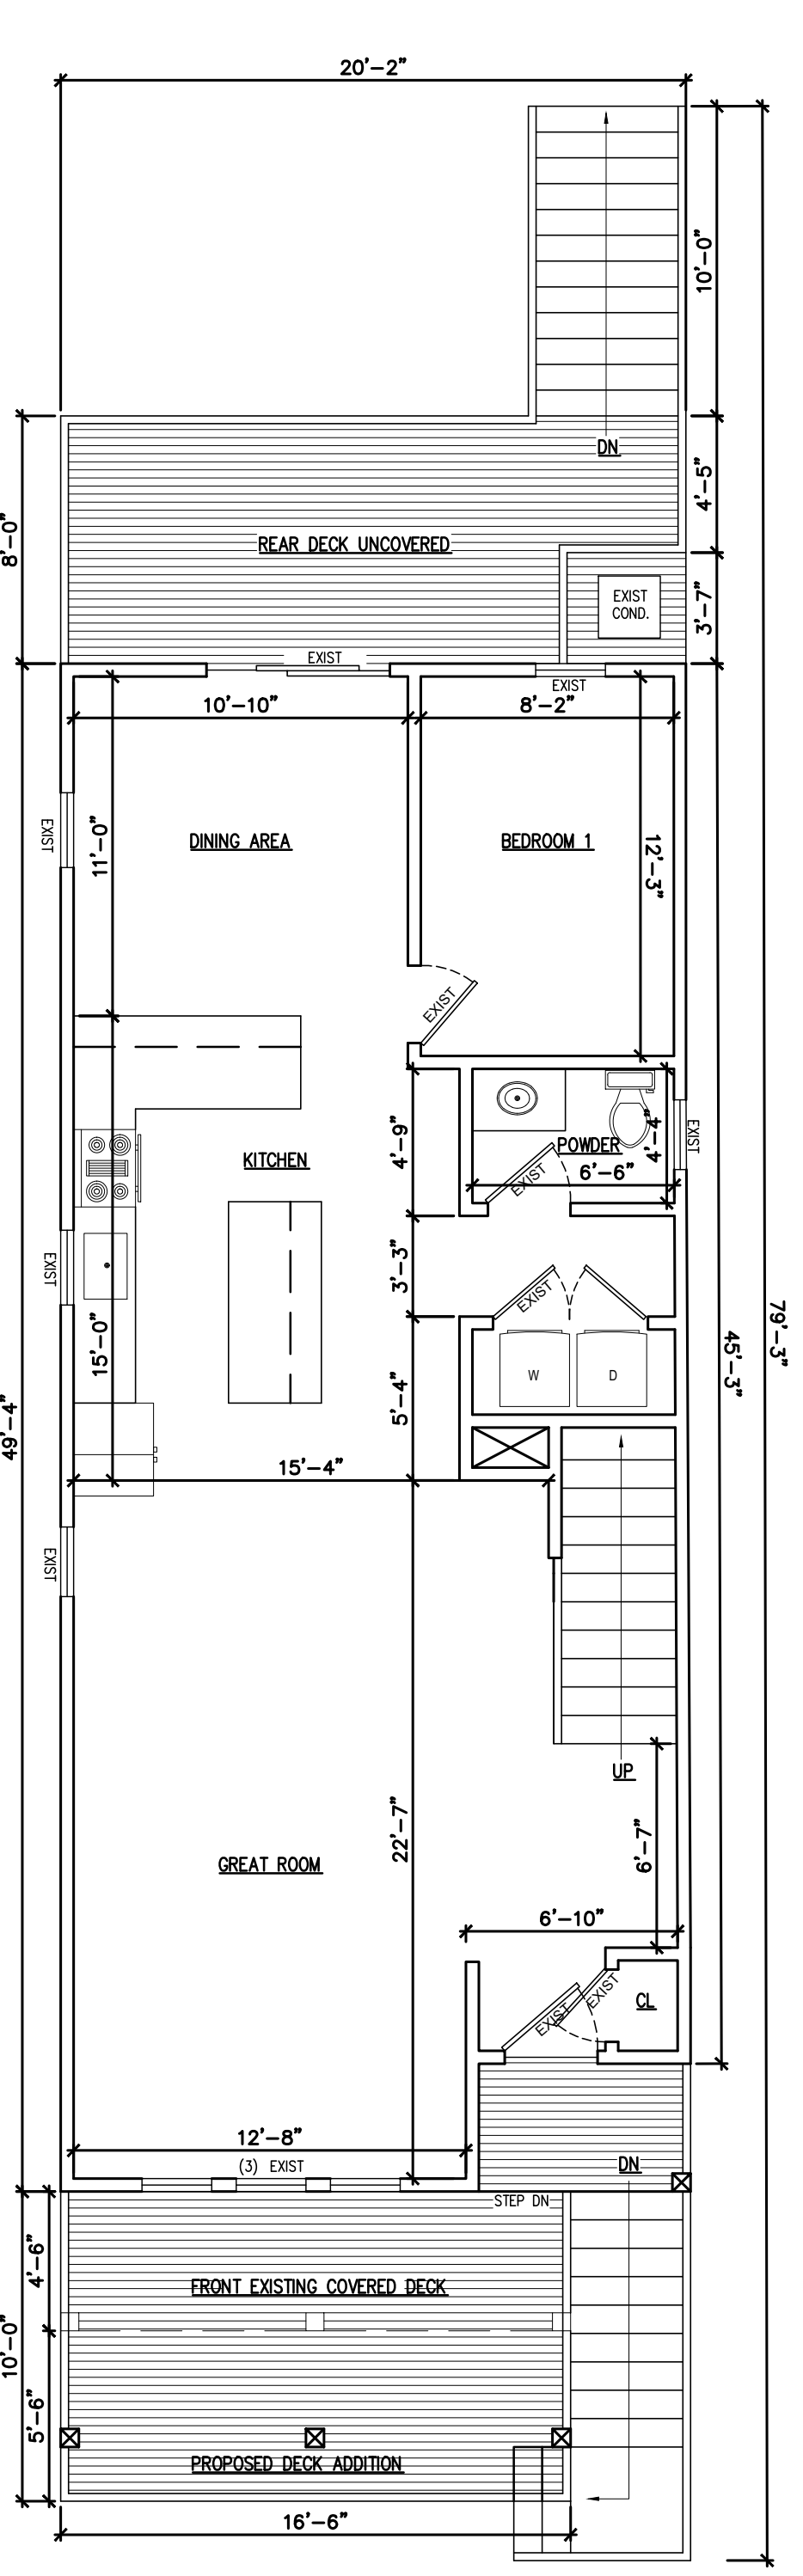 20'-2"
10'-0"
DN
4'-5"
8'-0"
REAR DECK UNCOVERED
EXIST
COND.
3'-7"
EXIST
EXIST
10'-10"
8'-2"
EXIST
11'-0"
DINING AREA
BEDROOM 1
12'-3"
EXIST
4'-9"
KITCHEN
POWDER
4'-4"
EXIST
6'-6"
EXIST
EXIST
3'-3"
EXIST
79'-3"
45'-3"
15'-0"
W
D
5'-4"
49'-4"
15'-4"
EXIST
UP
22'-7"
6'-7"
GREAT ROOM
6'-10"
EXIST
EXIST
CL
12'-8"
(3) EXIST
DN
STEP DN
4'-6"
FRONT EXISTING COVERED DECK
10'-0"
5'-6"
PROPOSED DECK ADDITION
16'-6"